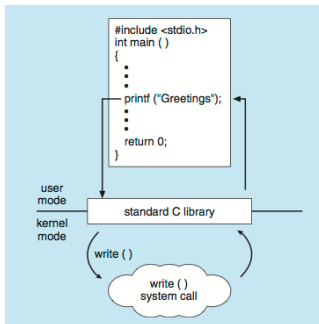 #include <stdio.h>
int main ( )
{
•
•
•
printf ("Greetings");
•
•
•
return 0;
}
user
mode
standard C library
kernel
mode
write ( )
write ( )
system call